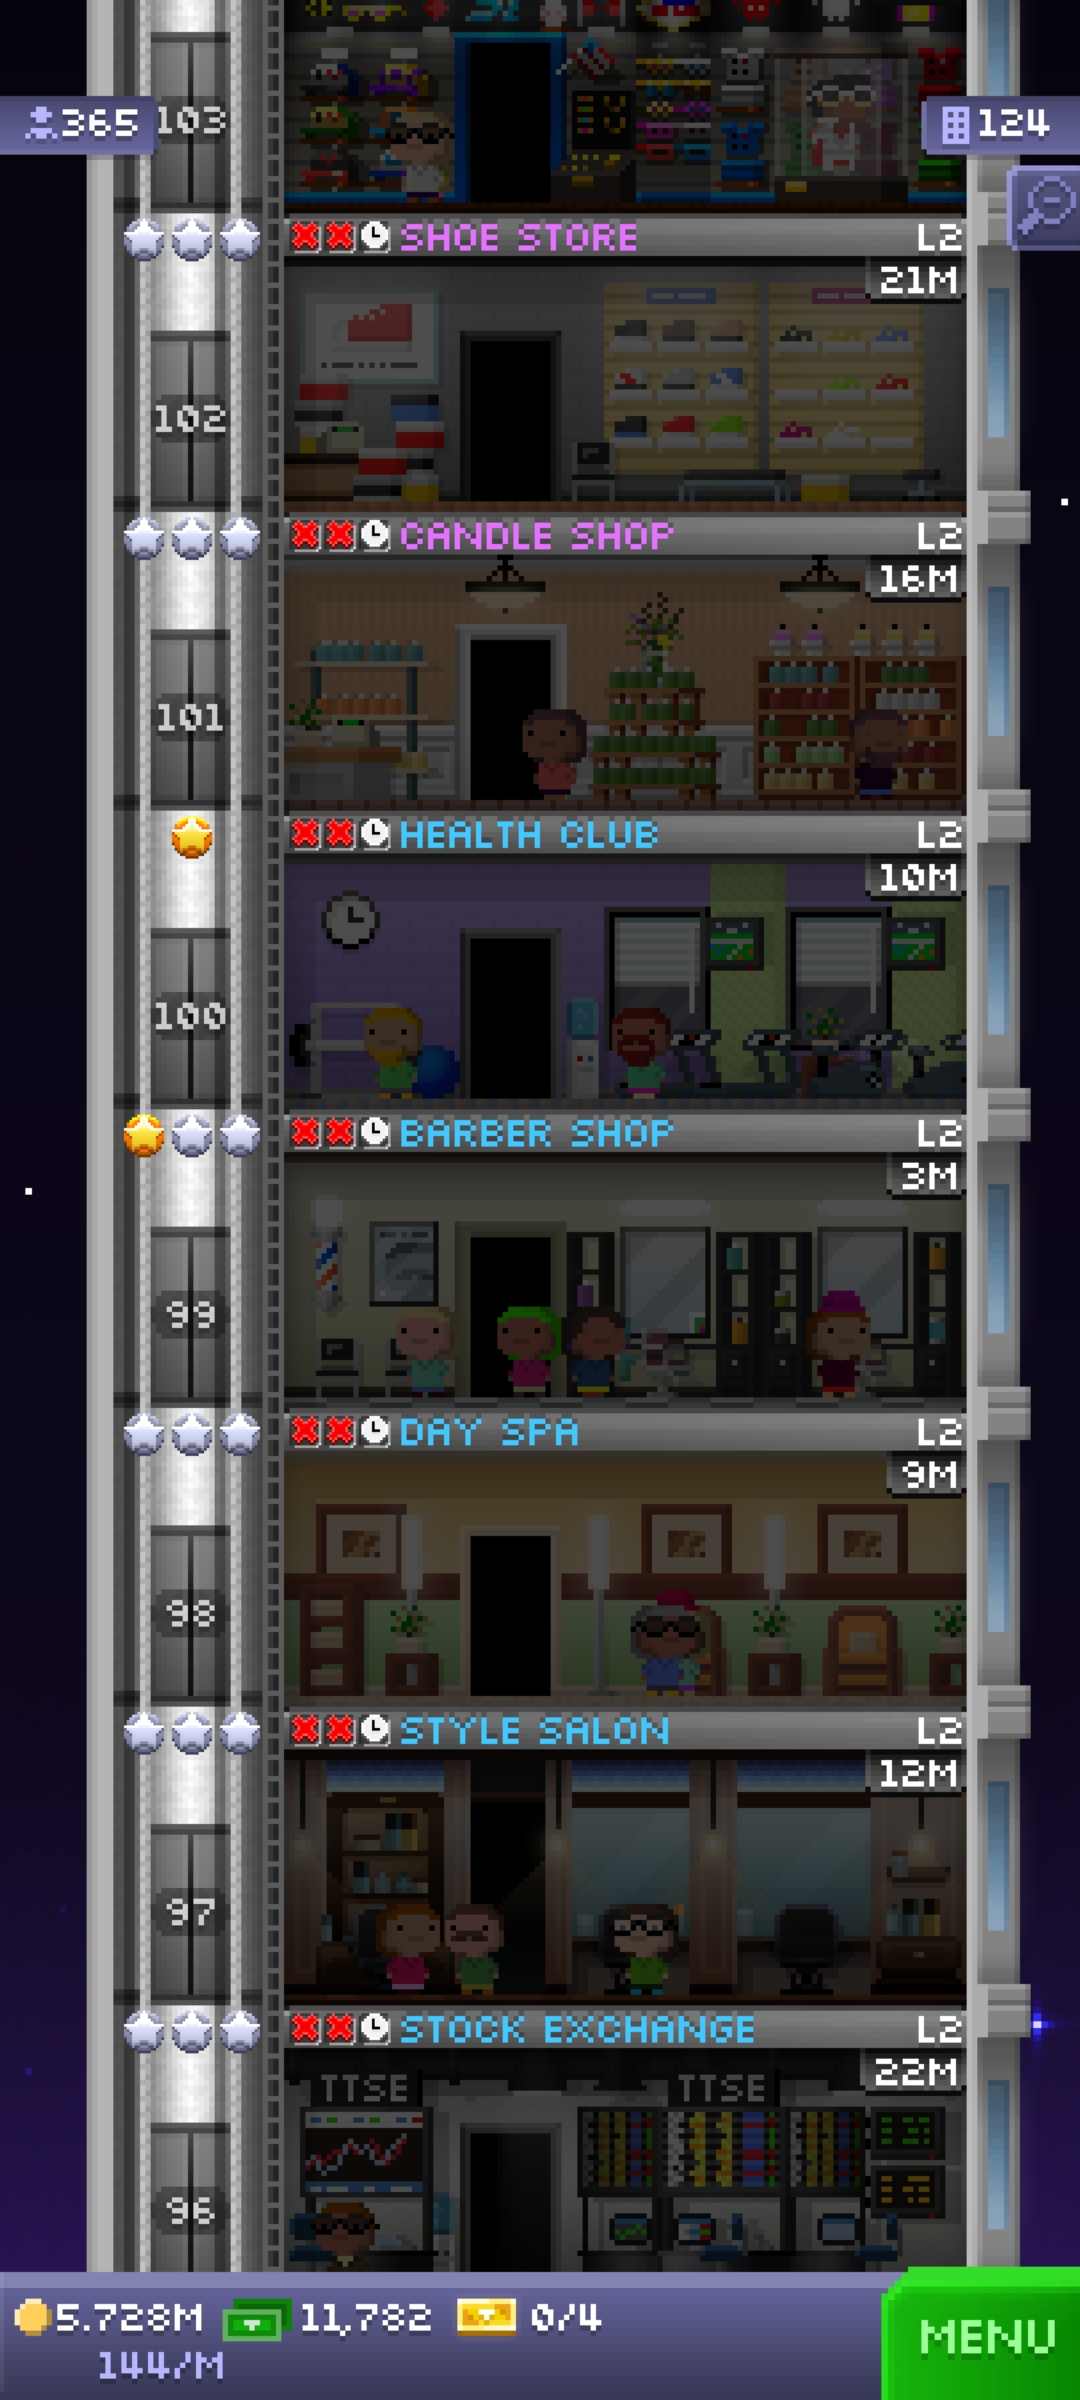 365
103
124
SHOE STORE L2
21M
102
CANDLE SHOP L2
16M
101
HEALTH CLUB L2
10M
100
BARBER SHOP L2
3M
99
DAY SPA L2
9M
98
STYLE SALON L2
12M
97
STOCK EXCHANGE L2
22M
TTSE TTSE
96
5.728M 11,782 0/4
144/M
MENU